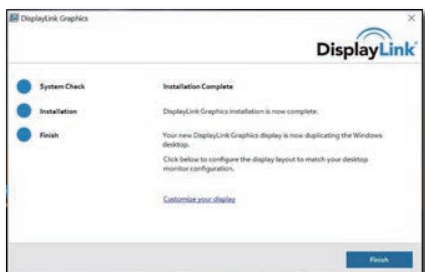 DisplayLink Graphics
DisplayLink
System Check
Installation
Finish
Installation Complete
DisplayLink Graphics installation is now complete.
Your new DisplayLink Graphics display is now duplicating the Windows
desktop.
Click below to configure the display layout to match your desktop
monitor configuration.
Customize your display
Finish